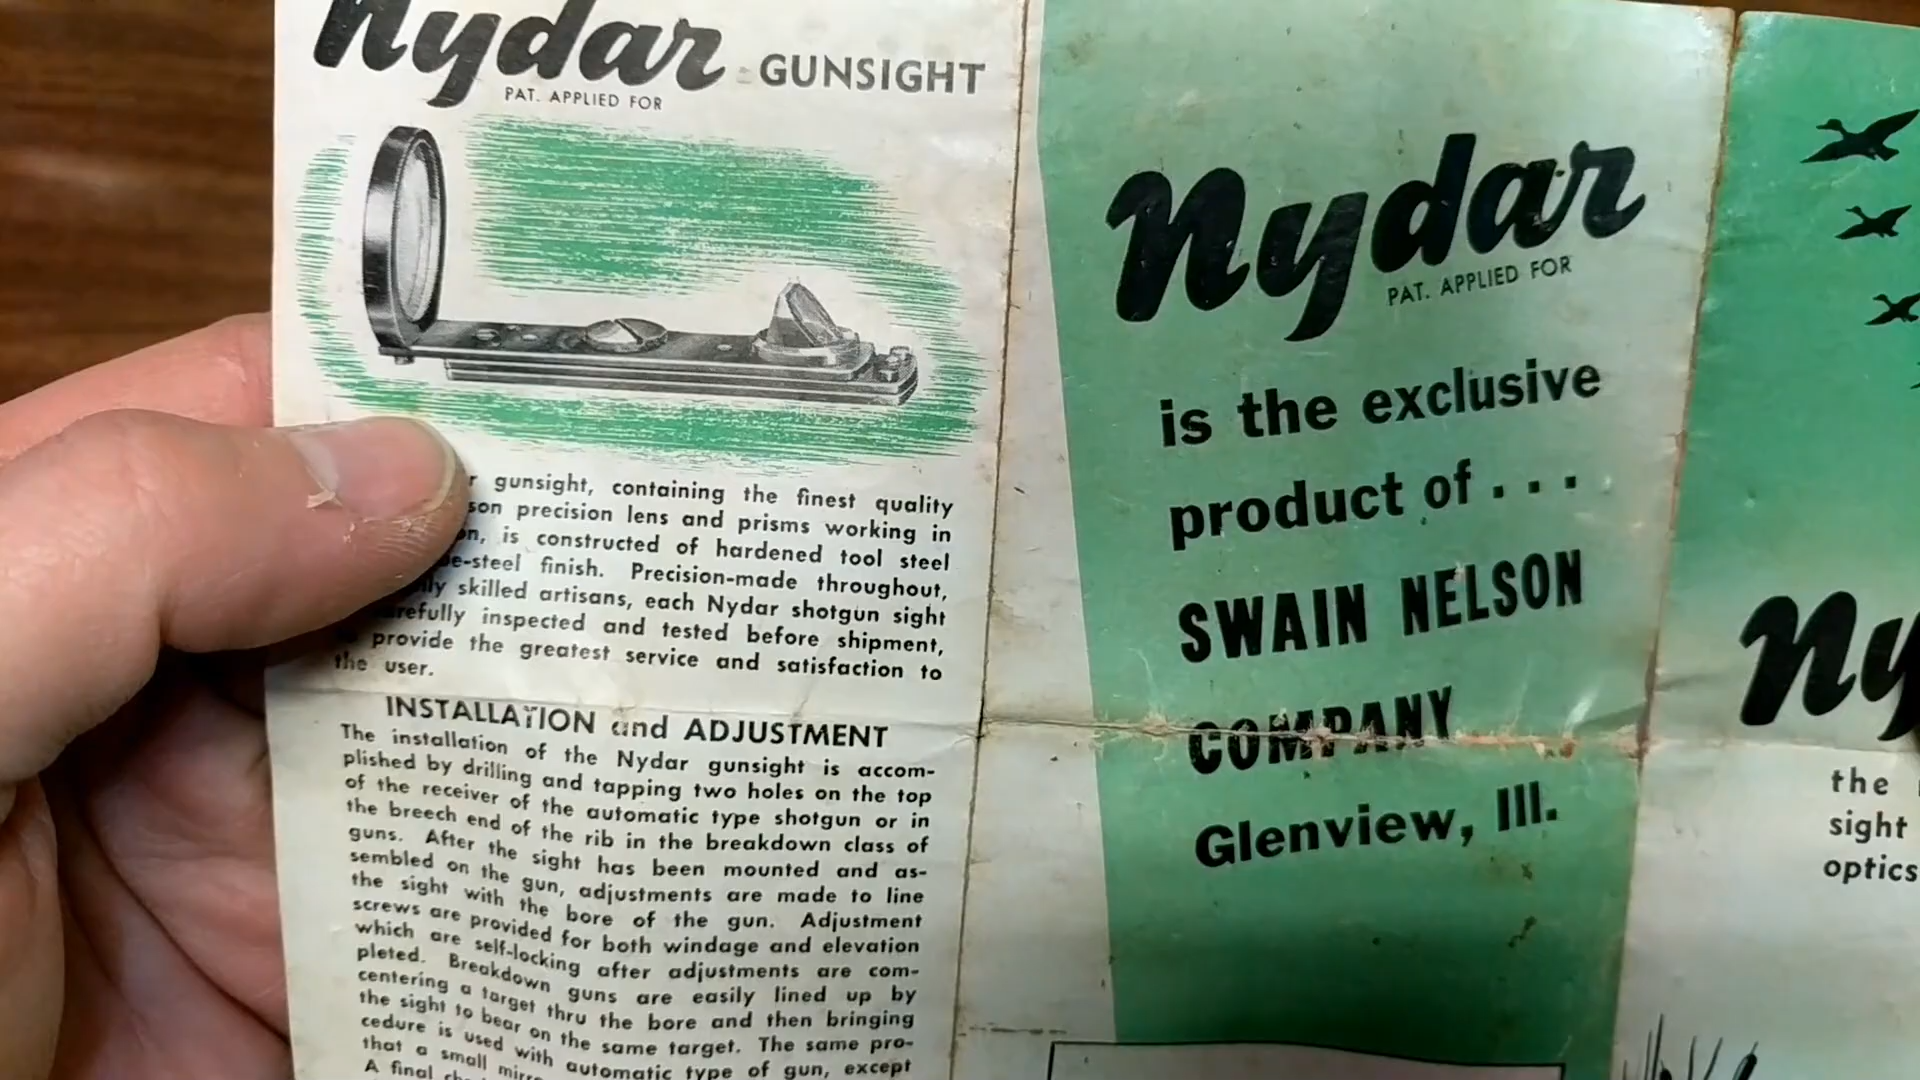 Nydar GUNSIGHT
PAT. APPLIED FOR
gunsight, containing the finest quality
son precision lens and prisms working in
on, is constructed of hardened tool steel
e-steel finish. Precision-made throughout,
ly skilled artisans, each Nydar shotgun sight
refully inspected and tested before shipment,
provide the greatest service and satisfaction to
the user.
INSTALLATION and ADJUSTMENT
The installation of the Nydar gunsight is accom-
plished by drilling and tapping two holes on the top
of the receiver of the automatic type shotgun or in
the breech end of the rib in the breakdown class of
guns. After the sight has been mounted and as-
sembled on the gun, adjustments are made to line
the sight with the bore of the gun. Adjustment
screws are provided for both windage and elevation
which are self-locking after adjustments are com-
pleted. Breakdown guns are easily lined up by
centering a target thru the bore and then bringing
the sight to bear on the same target. The same pro-
cedure is used with automatic type of gun, except
that a small
A final
Nydar
PAT. APPLIED FOR
is the exclusive
product of . . .
SWAIN NELSON
COMPANY
Glenview, Ill.
Ny
the
sight
optics